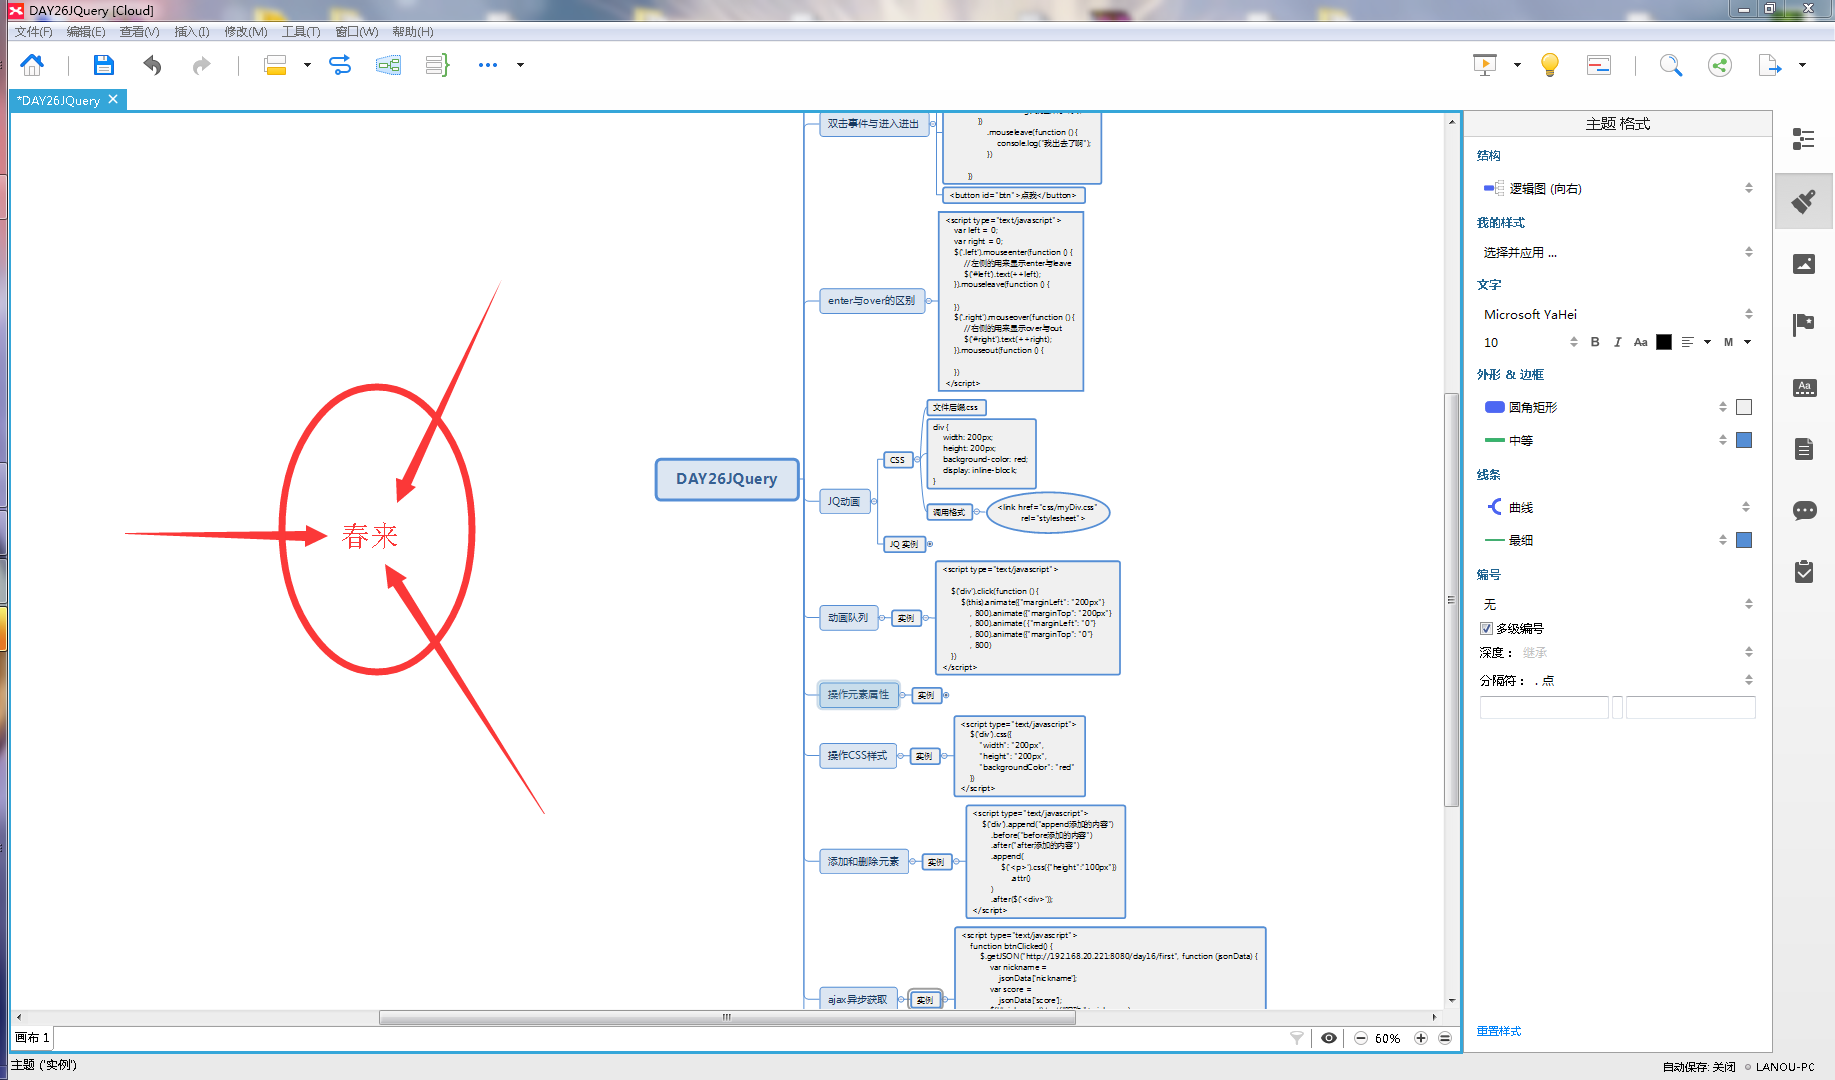 DAY26JQuery [Cloud]
文件(F) 编辑(E) 查看(V) 插入(I) 修改(M) 工具(T) 窗口(W) 帮助(H)
*DAY26JQuery
双击事件与进入进出
})
.mouseleave(function () {
console.log("我出去了啊");
})
})
<button id="btn">点我</button>
enter与over的区别
<script type="text/javascript">
var left = 0;
var right = 0;
$('.left').mouseenter(function () {
//左侧的用来显示enter与leave
$('#left').text(++left);
}).mouseleave(function () {
})
$('.right').mouseover(function () {
//右侧的用来显示over与out
$('#right').text(++right);
}).mouseout(function () {
})
</script>
春来
DAY26JQuery
JQ动画
CSS
文件后缀css
div {
width: 200px;
height: 200px;
background-color: red;
display: inline-block;
}
调用格式
<link href="css/myDiv.css"
rel="stylesheet">
JQ 实例
动画队列
实例
<script type="text/javascript">
$('div').click(function () {
$(this).animate({"marginLeft": "200px"}
, 800).animate({"marginTop": "200px"}
, 800).animate({"marginLeft": "0"}
, 800).animate({"marginTop": "0"}
, 800)
})
</script>
操作元素属性
实例
操作CSS样式
实例
<script type="text/javascript">
$('div').css({
"width": "200px",
"height": "200px",
"backgroundColor": "red"
})
</script>
添加和删除元素
实例
<script type="text/javascript">
$('div').append("append添加的内容")
.before("before添加的内容")
.after("after添加的内容")
.append(
$('<p>').css({"height":"100px"})
.attr()
)
.after($('<div>'));
</script>
ajax异步获取
实例
<script type="text/javascript">
function btnClicked() {
$.getJSON("http://192.168.20.221:8080/day16/first", function (jsonData) {
var nickname =
jsonData['nickname'];
var score =
jsonData['score'];
主题 格式
结构
逻辑图 (向右)
我的样式
选择并应用 ...
文字
Microsoft YaHei
10 B I Aa M
外形 & 边框
圆角矩形
中等
线条
曲线
最细
编号
无
多级编号
深度： 继承
分隔符： . 点
重置样式
画布 1
60%
主题 ('实例')
自动保存: 关闭 LANOU-PC